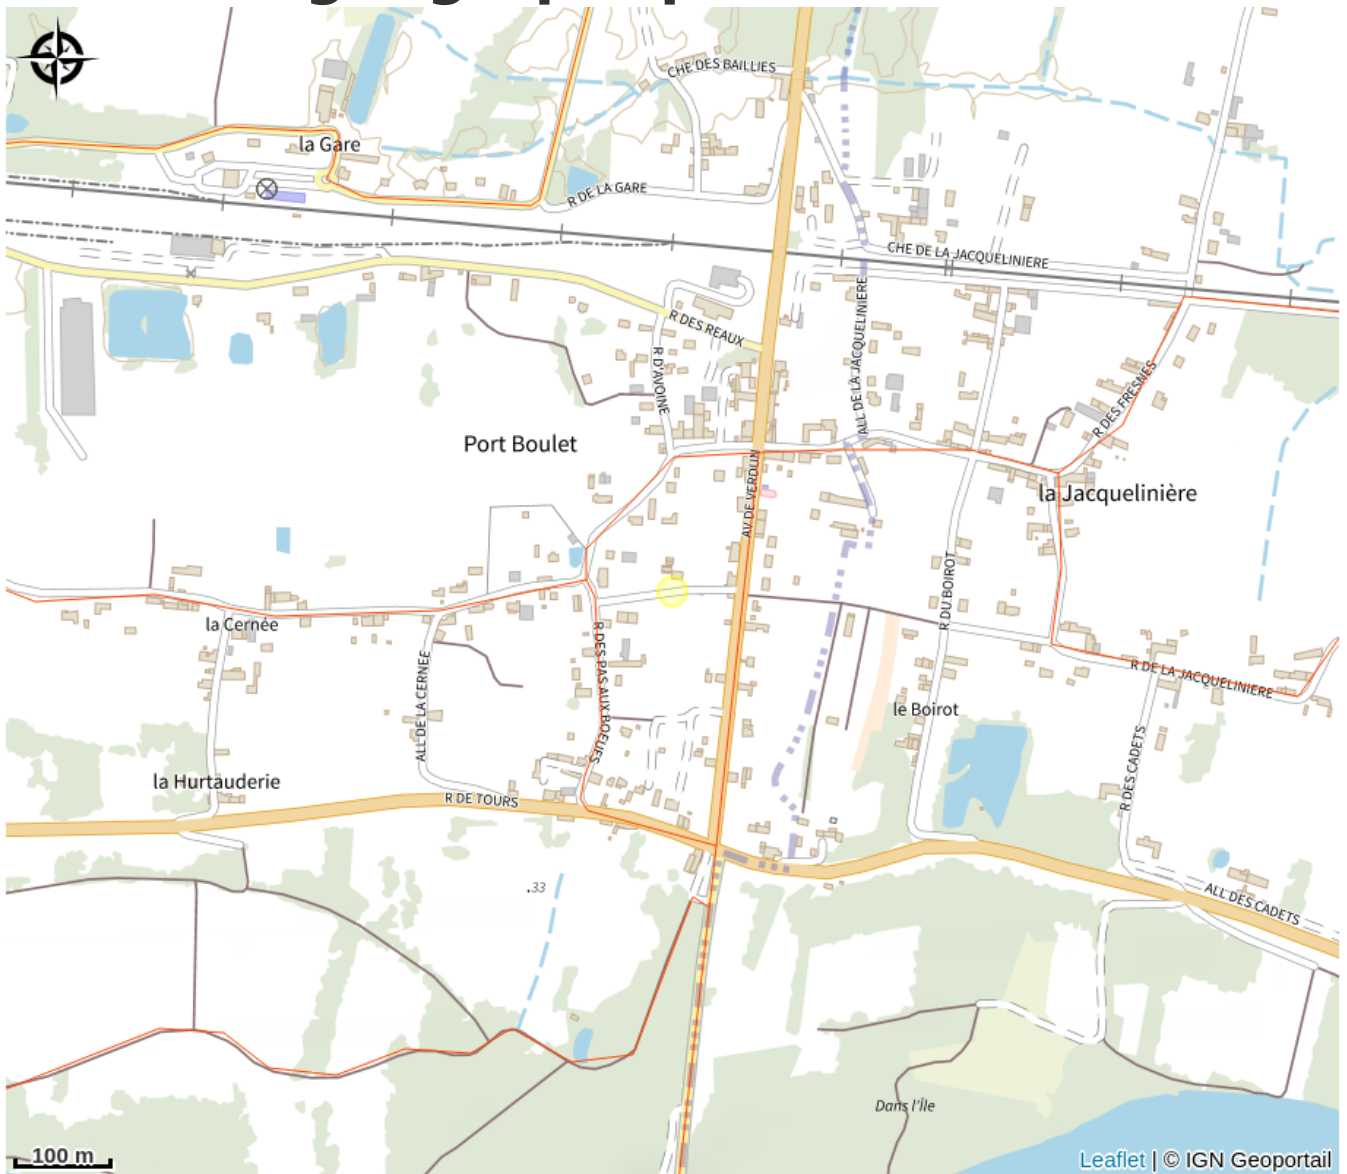 CHE DES BAILLIES
la Gare
R DE LA GARE
CHE DE LA JACQUELINIERE
R DES REAUX
ALL DE LA JACQUELINIERE
R D'AVOINE
R DES FRESNES
Port Boulet
AV DE VERDUN
la Jacquelinière
R DU BOIROT
la Cernée
R DES PAS AUX BOEUFS
ALL DE LA CERNEE
R DE LA JACQUELINIERE
le Boirot
R DES CADETS
la Hurtauderie
R DE TOURS
.33
ALL DES CADETS
Dans l'Île
100 m
Leaflet | © IGN Geoportail